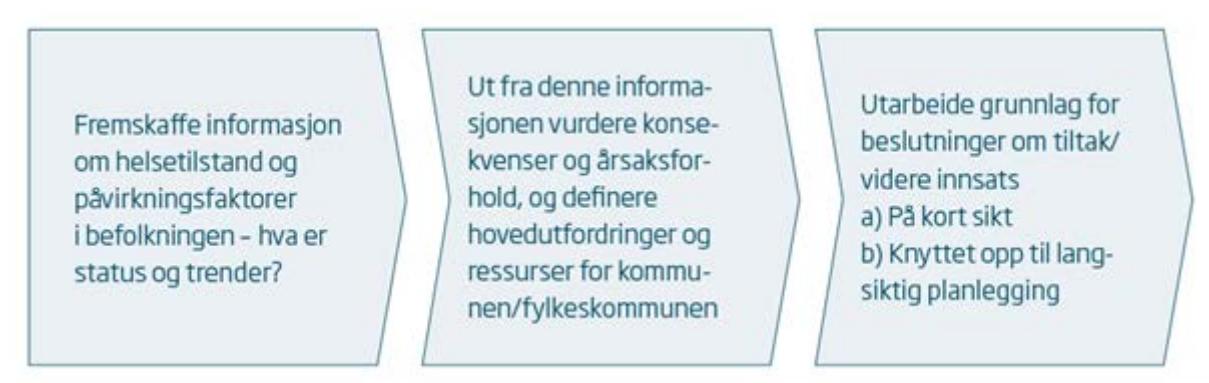 Fremskaffe informasjon
om helsetilstand og
påvirkningsfaktorer
i befolkningen – hva er
status og trender?
Ut fra denne informa-
sjonen vurdere konse-
kvenser og årsaksfor-
hold, og definere
hovedutfordringer og
ressurser for kommu-
nen/fylkeskommunen
Utarbeide grunnlag for
beslutninger om tiltak/
videre innsats
a) På kort sikt
b) Knyttet opp til lang-
siktig planlegging